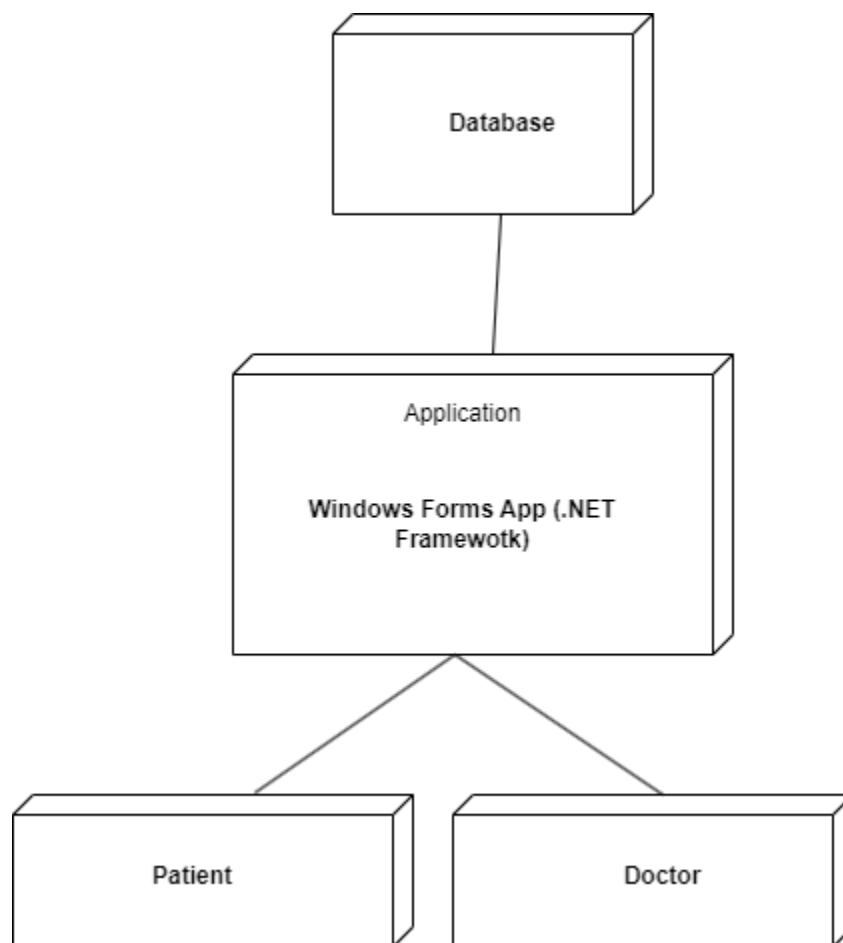 Database
Application
Windows Forms App (.NET
Framewotk)
Patient
Doctor